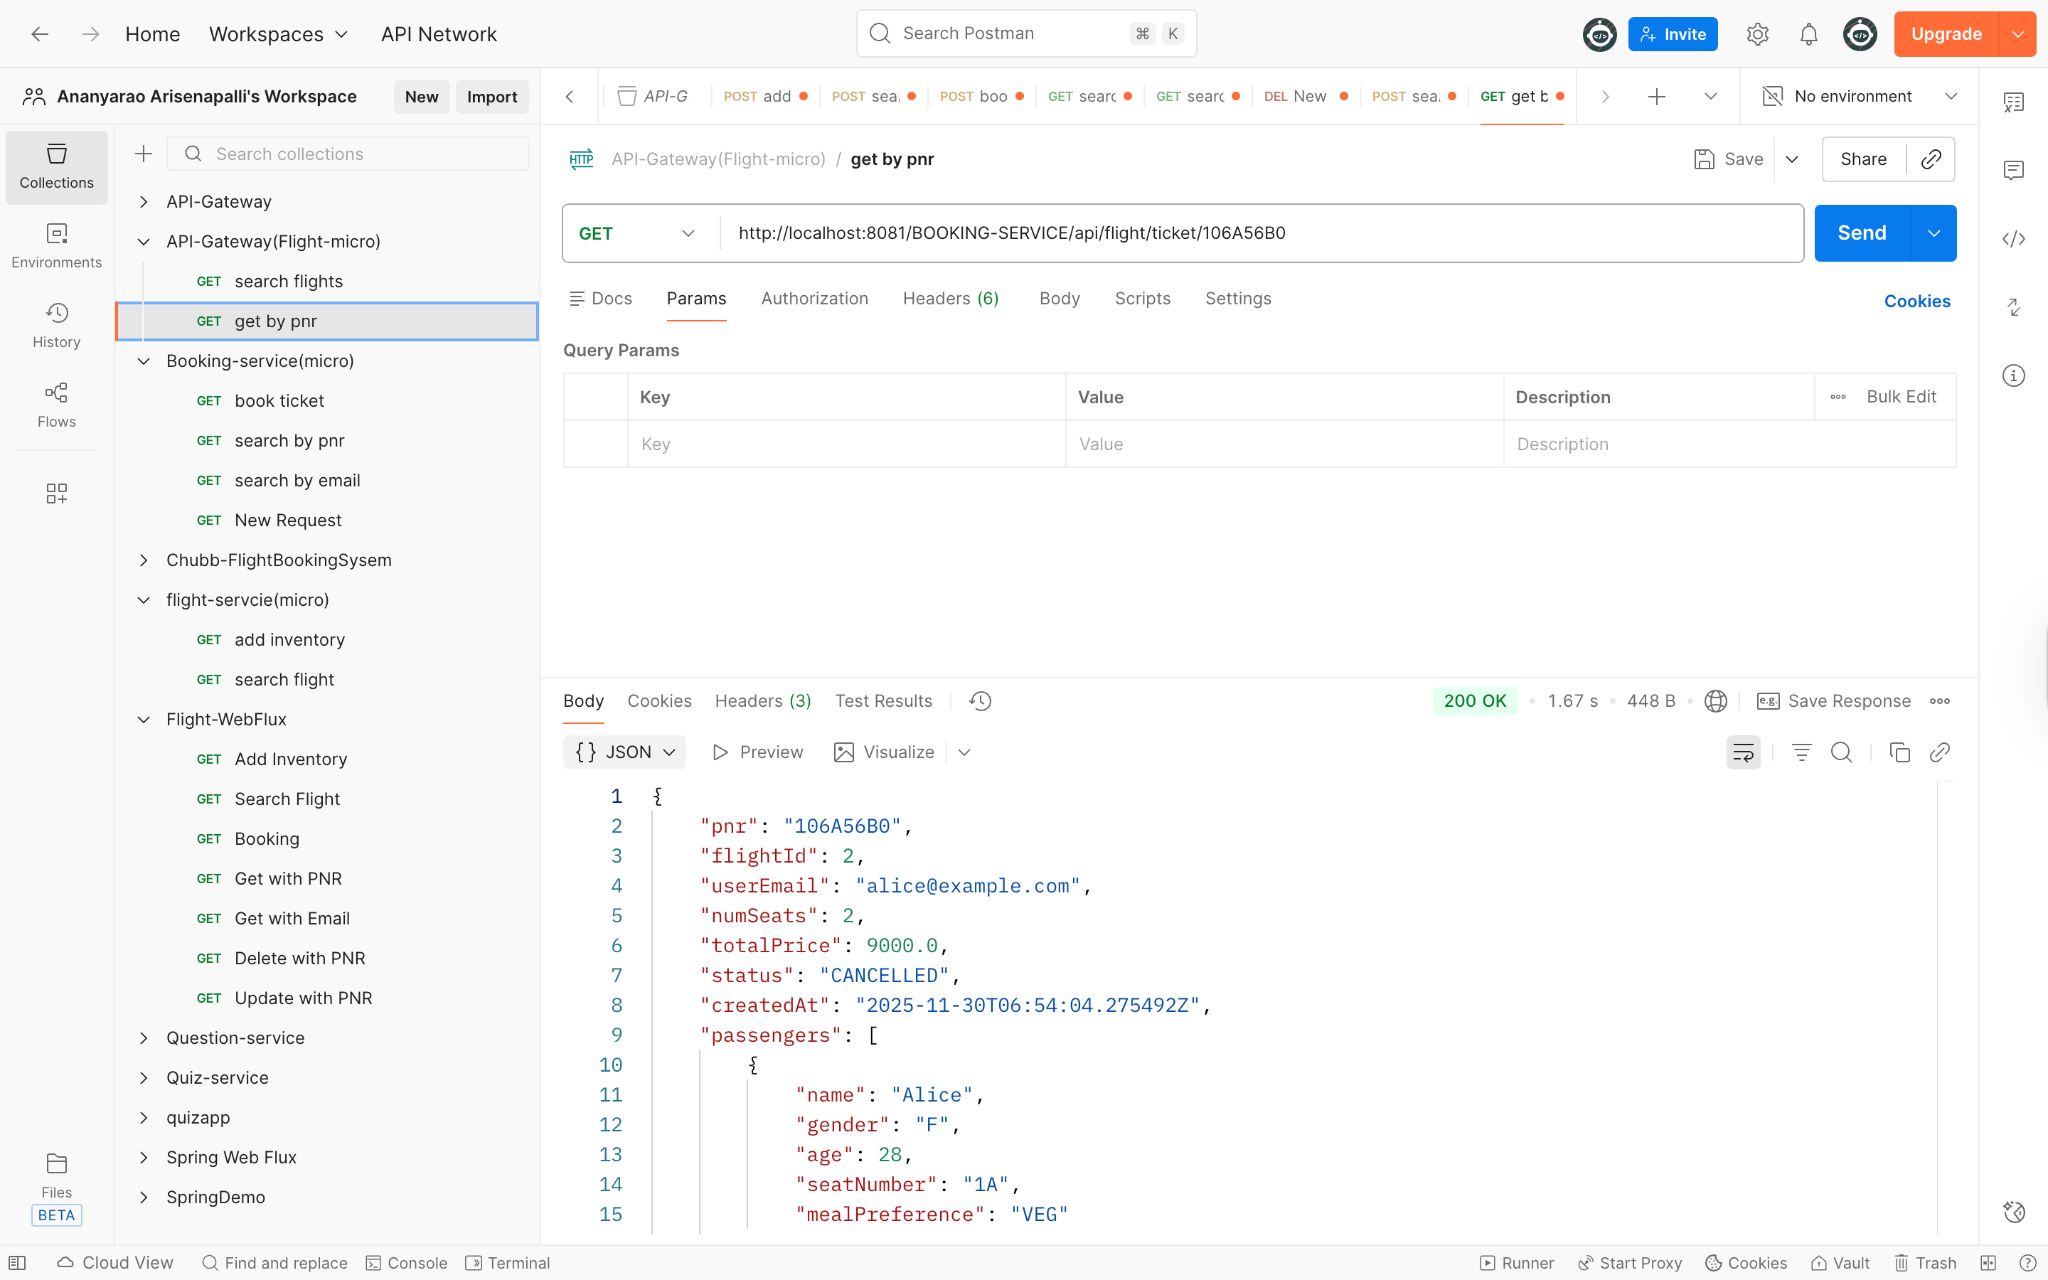 Home Workspaces API Network Search Postman ⌘ K Invite Upgrade
Ananyarao Arisenapalli's Workspace New Import
API-G POST add POST sea. POST boo GET searc GET searc DEL New POST sea. GET get b No environment
Collections
Environments
History
Flows
Files
BETA
Search collections
API-Gateway
API-Gateway(Flight-micro)
GET search flights
GET get by pnr
Booking-service(micro)
GET book ticket
GET search by pnr
GET search by email
GET New Request
Chubb-FlightBookingSysem
flight-servcie(micro)
GET add inventory
GET search flight
Flight-WebFlux
GET Add Inventory
GET Search Flight
GET Booking
GET Get with PNR
GET Get with Email
GET Delete with PNR
GET Update with PNR
Question-service
Quiz-service
quizapp
Spring Web Flux
SpringDemo
HTTP API-Gateway(Flight-micro) / get by pnr Save Share
GET http://localhost:8081/BOOKING-SERVICE/api/flight/ticket/106A56B0 Send
Docs Params Authorization Headers (6) Body Scripts Settings Cookies
Query Params
Key Value Description Bulk Edit
Key Value Description
Body Cookies Headers (3) Test Results 200 OK 1.67 s 448 B e.g. Save Response
{} JSON Preview Visualize
1 {
2 "pnr": "106A56B0",
3 "flightId": 2,
4 "userEmail": "alice@example.com",
5 "numSeats": 2,
6 "totalPrice": 9000.0,
7 "status": "CANCELLED",
8 "createdAt": "2025-11-30T06:54:04.275492Z",
9 "passengers": [
10 {
11 "name": "Alice",
12 "gender": "F",
13 "age": 28,
14 "seatNumber": "1A",
15 "mealPreference": "VEG"
Cloud View Find and replace Console Terminal Runner Start Proxy Cookies Vault Trash